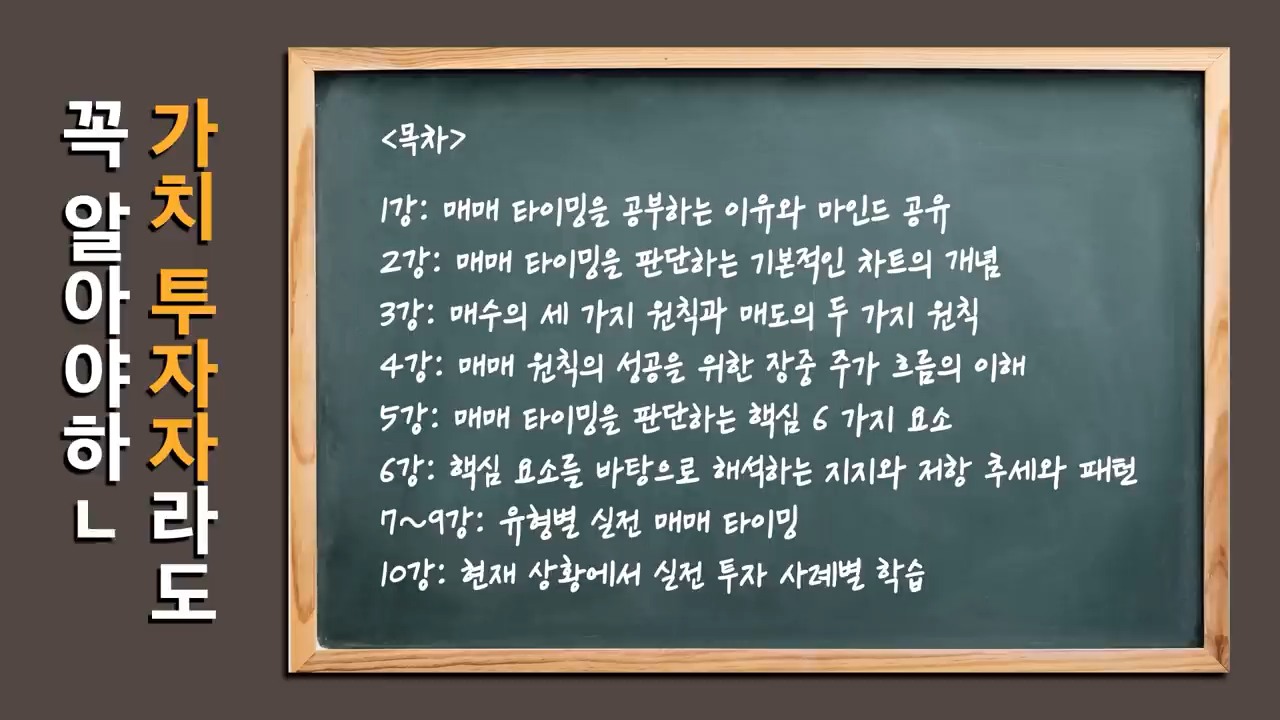 가치 투자자라도
꼭 알아야하ㄴ
<목차>
1강: 매매 타이밍을 공부하는 이유와 마인드 공유
2강: 매매 타이밍을 판단하는 기본적인 차트의 개념
3강: 매수의 세 가지 원칙과 매도의 두 가지 원칙
4강: 매매 원칙의 성공을 위한 장중 주가 흐름의 이해
5강: 매매 타이밍을 판단하는 핵심 6 가지 요소
6강: 핵심 요소를 바탕으로 해석하는 지지와 저항 추세와 패턴
7~9강: 유형별 실전 매매 타이밍
10강: 현재 상황에서 실전 투자 사례별 학습